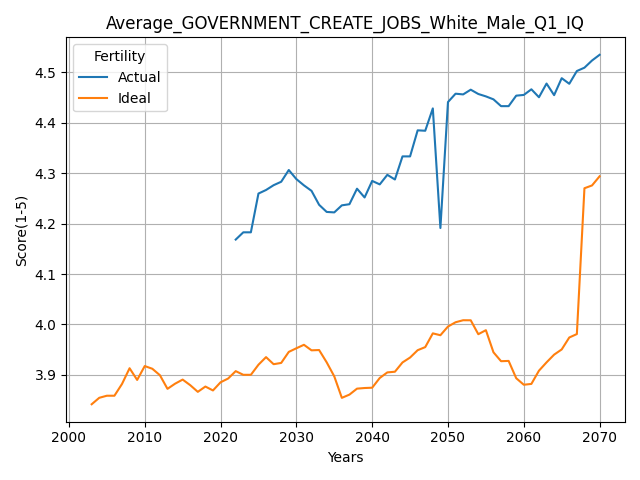 Average_GOVERNMENT_CREATE_JOBS_White_Male_Q1_IQ
Fertility
Actual
Ideal
Score(1-5)
4.5
4.4
4.3
4.2
4.1
4.0
3.9
2000 2010 2020 2030 2040 2050 2060 2070
Years